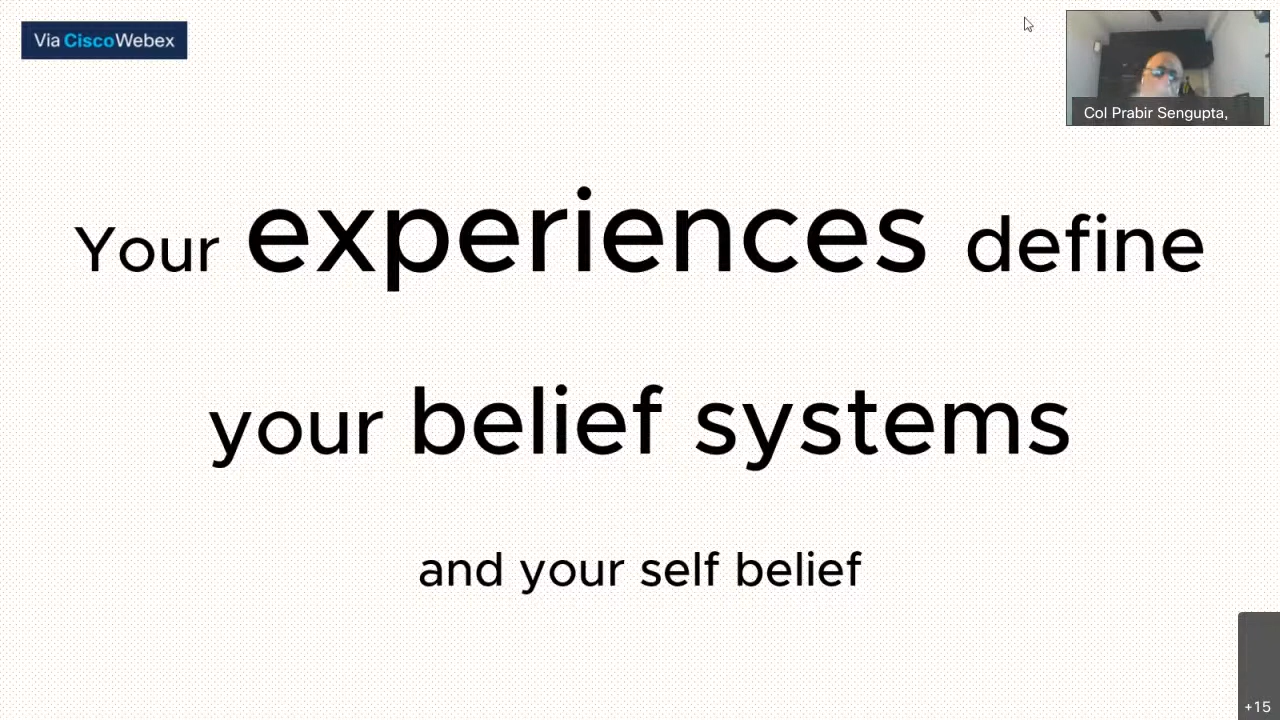 Via CiscoWebex
Col Prabir Sengupta,
Your experiences define
your belief systems
and your self belief
+15